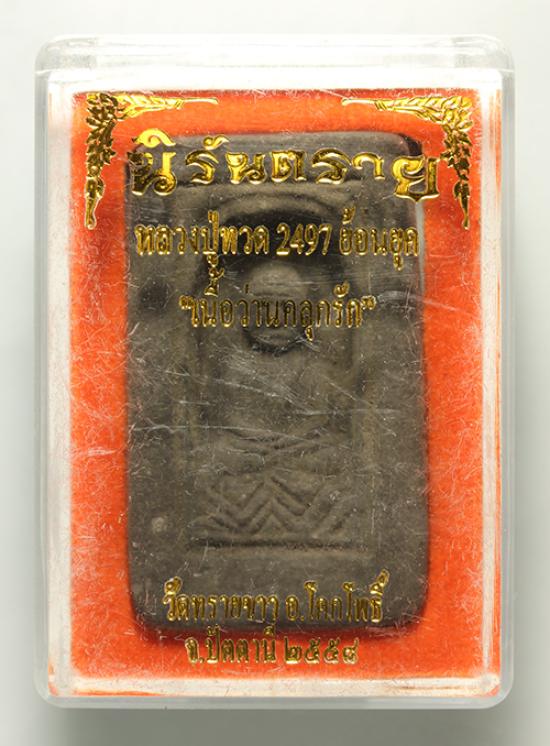 นิรันตราย
หลวงปู่ทวด 2497 ย้อนยุค
"เนื้อว่านคลุกรัก"
วัดทรายขาว อ.โคกโพธิ์
จ.ปัตตานี ๒๕๕๘